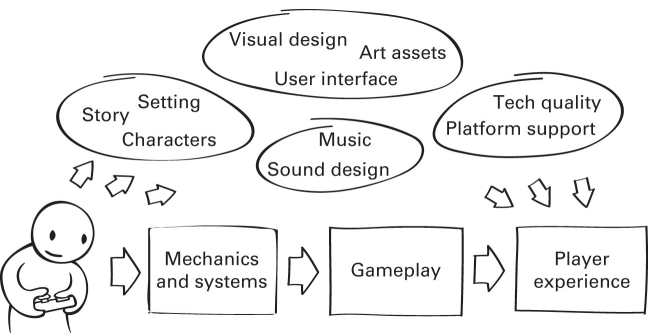 Visual design
Art assets
User interface
Story
Setting
Characters
Music
Sound design
Tech quality
Platform support
Mechanics
and systems
Gameplay
Player
experience